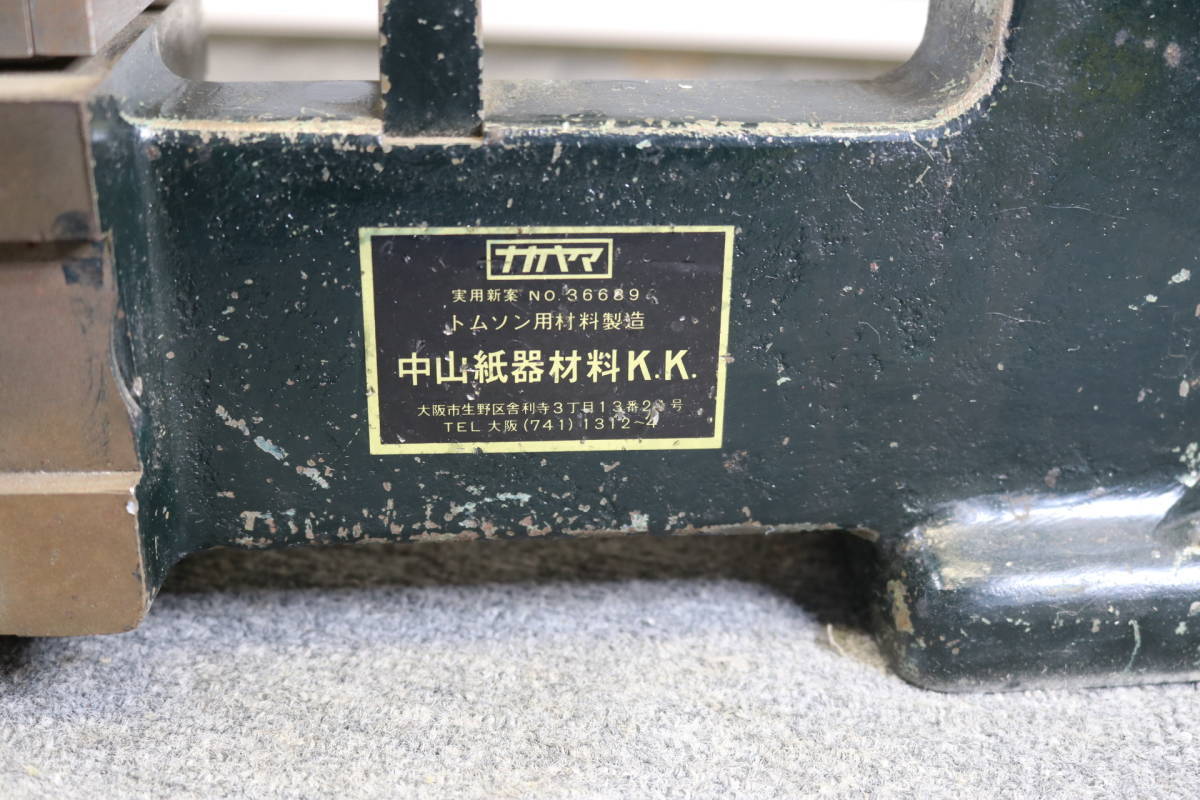 ナカヤマ
実用新案 NO.36689
トムソン用材料製造
中山紙器材料K.K.
大阪市生野区舎利寺3丁目13番2 号
TEL 大阪(741)1312~4